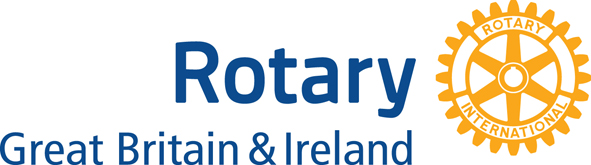 Rotary
Great Britain & Ireland
ROTARY
INTERNATIONAL